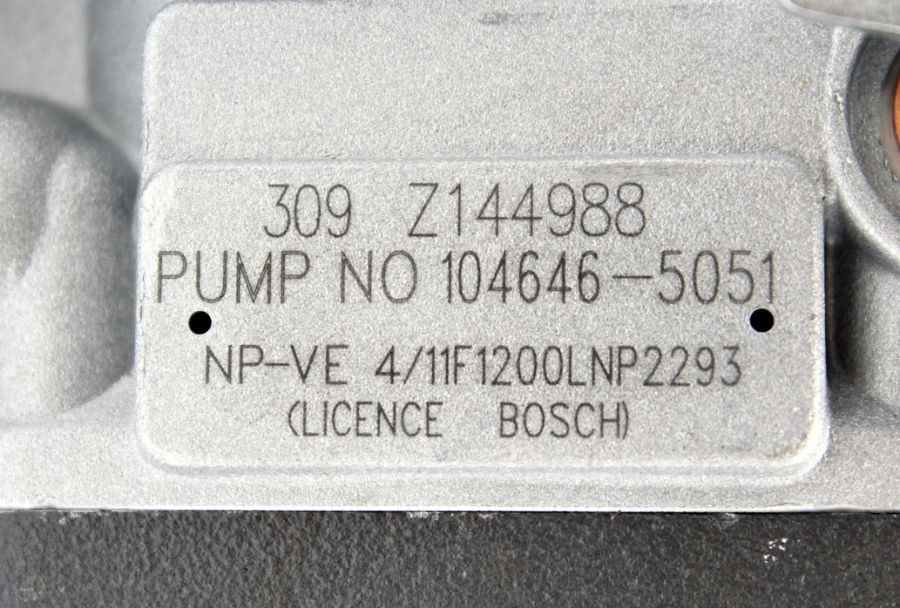 309 Z144988
PUMP NO 104646-5051
NP-VE 4/11F1200LNP2293
(LICENCE BOSCH)